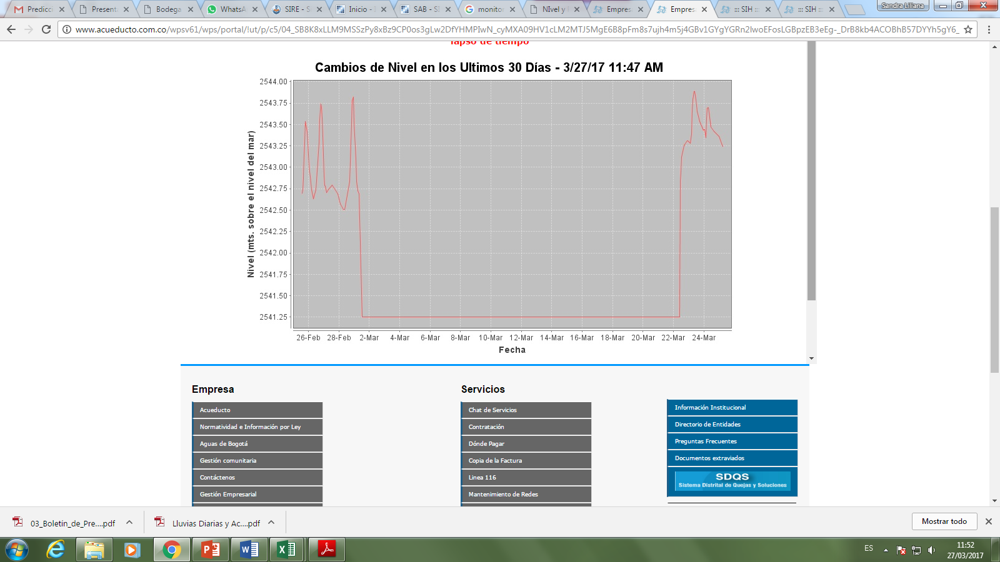 Predicci
Present
Bodega
WhatsA
SIRE - S
Inicio -
SAB - SI
monitor
NIvel y
Empres
Empres
::: SIH :::
::: SIH :::
Sandra Liliana
www.acueducto.com.co/wpsv61/wps/portal/!ut/p/c5/04_SB8K8xLLM9MSSzPy8xBz9CP0os3gLw2DfYHMPIwN_cyMXA09HV1cLM2MTJ5MgE6B8pFm8s7ujh4m5j4GBv1GYgYGRn2lwoEFosLGBpzEB3eEg-_DrB8kb4ACOBhB57DYYh5gY6_
lapso de tiempo
Cambios de Nivel en los Ultimos 30 Días - 3/27/17 11:47 AM
Nivel (mts. sobre el nivel del mar)
2544.00
2543.75
2543.50
2543.25
2543.00
2542.75
2542.50
2542.25
2542.00
2541.75
2541.50
2541.25
26-Feb 28-Feb 2-Mar 4-Mar 6-Mar 8-Mar 10-Mar 12-Mar 14-Mar 16-Mar 18-Mar 20-Mar 22-Mar 24-Mar
Fecha
Empresa
Acueducto
Normatividad e Información por Ley
Aguas de Bogotá
Gestión comunitaria
Contáctenos
Gestión Empresarial
Servicios
Chat de Servicios
Contratación
Dónde Pagar
Copia de la Factura
Linea 116
Mantenimiento de Redes
Información Institucional
Directorio de Entidades
Preguntas Frecuentes
Documentos extraviados
SDQS
Sistema Distrital de Quejas y Soluciones
03_Boletín_de_Pre....pdf
Lluvias Diarias y Ac....pdf
Mostrar todo
ES
11:52
27/03/2017